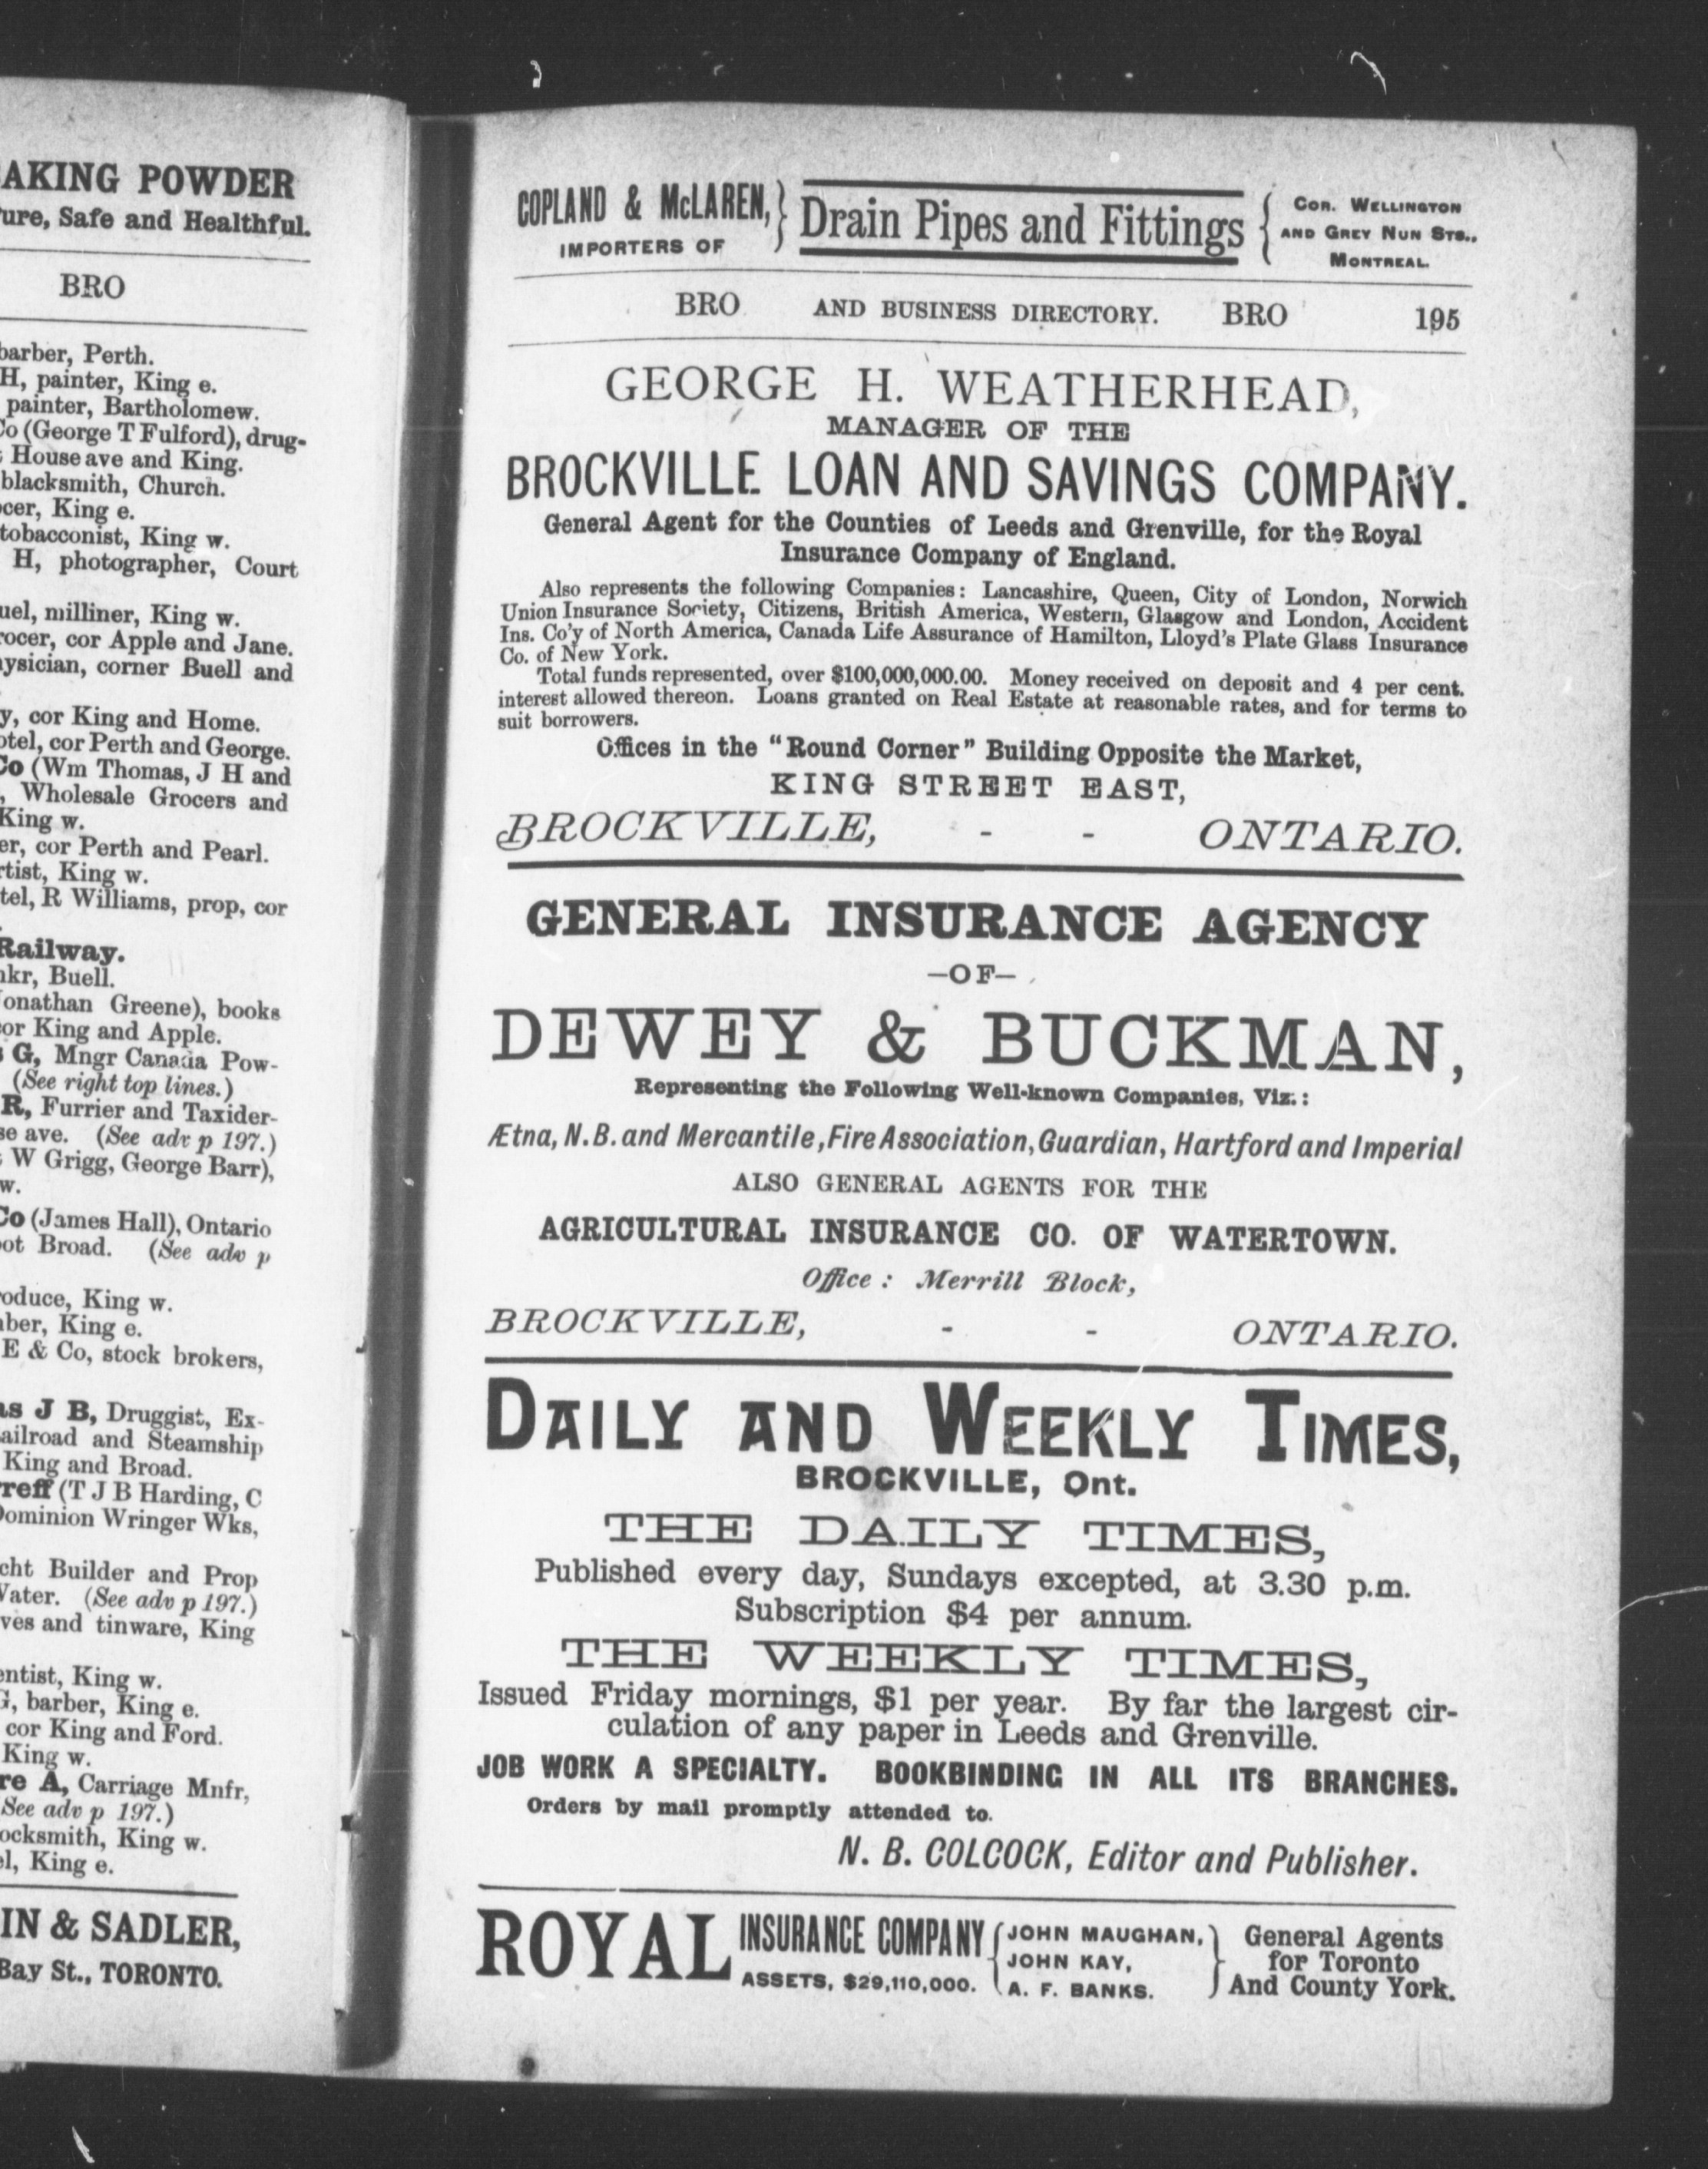 AKING POWDER
ure, Safe and Healthful.
BRO
barber, Perth.
H, painter, King e.
painter, Bartholomew.
Co (George T Fulford), drug-
House ave and King.
blacksmith, Church.
cer, King e.
tobacconist, King w.
H, photographer, Court
uel, milliner, King w.
rocer, cor Apple and Jane.
ysician, corner Buell and
y, cor King and Home.
otel, cor Perth and George.
Co (Wm Thomas, J H and
, Wholesale Grocers and
King w.
er, cor Perth and Pearl.
rtist, King w.
tel, R Williams, prop, cor
Railway.
kr, Buell.
onathan Greene), books
or King and Apple.
G, Mngr Canada Pow-
(See right top lines.)
R, Furrier and Taxider-
se ave. (See adv p 197.)
W Grigg, George Barr),
w.
Co (James Hall), Ontario
ot Broad. (See adv p
oduce, King w.
ber, King e.
E & Co, stock brokers,
as J B, Druggist, Ex-
ailroad and Steamship
King and Broad.
reff (T J B Harding, C
Dominion Wringer Wks,
cht Builder and Prop
Water. (See adv p 197.)
ves and tinware, King
entist, King w.
G, barber, King e.
cor King and Ford.
King w.
re A, Carriage Mnfr,
See adv p 197.)
ocksmith, King w.
el, King e.
IN & SADLER,
Bay St., TORONTO.
COPLAND & McLAREN, } Drain Pipes and Fittings { COR. WELLINGTON
IMPORTERS OF AND GREY NUN STS.,
MONTREAL.
BRO AND BUSINESS DIRECTORY. BRO 195
GEORGE H. WEATHERHEAD,
MANAGER OF THE
BROCKVILLE LOAN AND SAVINGS COMPANY.
General Agent for the Counties of Leeds and Grenville, for the Royal
Insurance Company of England.
Also represents the following Companies: Lancashire, Queen, City of London, Norwich
Union Insurance Society, Citizens, British America, Western, Glasgow and London, Accident
Ins. Co'y of North America, Canada Life Assurance of Hamilton, Lloyd's Plate Glass Insurance
Co. of New York.
Total funds represented, over $100,000,000.00. Money received on deposit and 4 per cent.
interest allowed thereon. Loans granted on Real Estate at reasonable rates, and for terms to
suit borrowers.
Offices in the "Round Corner" Building Opposite the Market,
KING STREET EAST,
BROCKVILLE, - - ONTARIO.
GENERAL INSURANCE AGENCY
—OF—
DEWEY & BUCKMAN,
Representing the Following Well-known Companies, Viz.:
Ætna, N.B. and Mercantile, Fire Association, Guardian, Hartford and Imperial
ALSO GENERAL AGENTS FOR THE
AGRICULTURAL INSURANCE CO. OF WATERTOWN.
Office: Merrill Block,
BROCKVILLE, - - ONTARIO.
DAILY AND WEEKLY TIMES,
BROCKVILLE, Ont.
THE DAILY TIMES,
Published every day, Sundays excepted, at 3.30 p.m.
Subscription $4 per annum.
THE WEEKLY TIMES,
Issued Friday mornings, $1 per year. By far the largest cir-
culation of any paper in Leeds and Grenville.
JOB WORK A SPECIALTY. BOOKBINDING IN ALL ITS BRANCHES.
Orders by mail promptly attended to.
N. B. COLCOCK, Editor and Publisher.
ROYAL INSURANCE COMPANY { JOHN MAUGHAN, } General Agents
JOHN KAY, for Toronto
ASSETS, $29,110,000. A. F. BANKS. And County York.